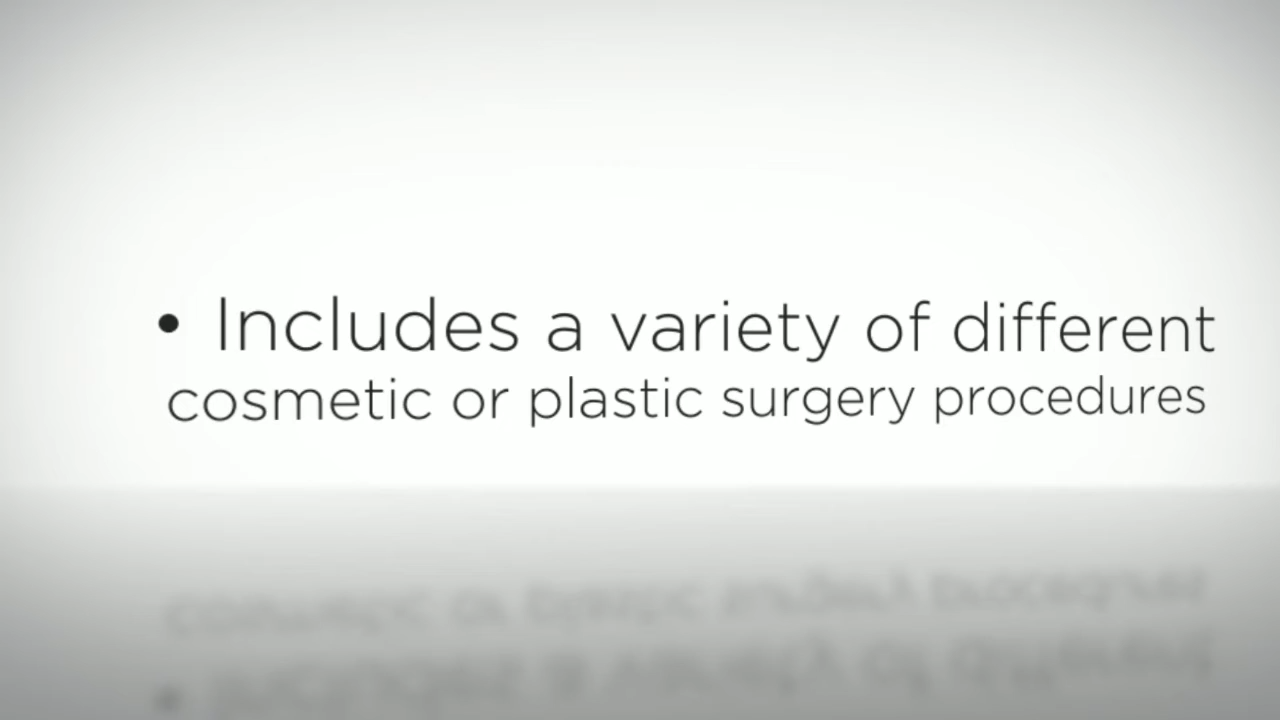 • Includes a variety of different
cosmetic or plastic surgery procedures